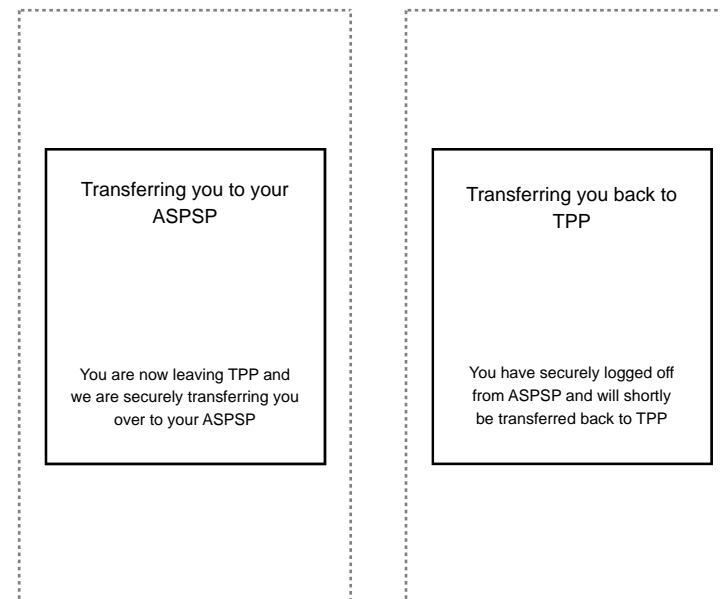 Transferring you to your
ASPSP
You are now leaving TPP and
we are securely transferring you
over to your ASPSP
Transferring you back to
TPP
You have securely logged off
from ASPSP and will shortly
be transferred back to TPP